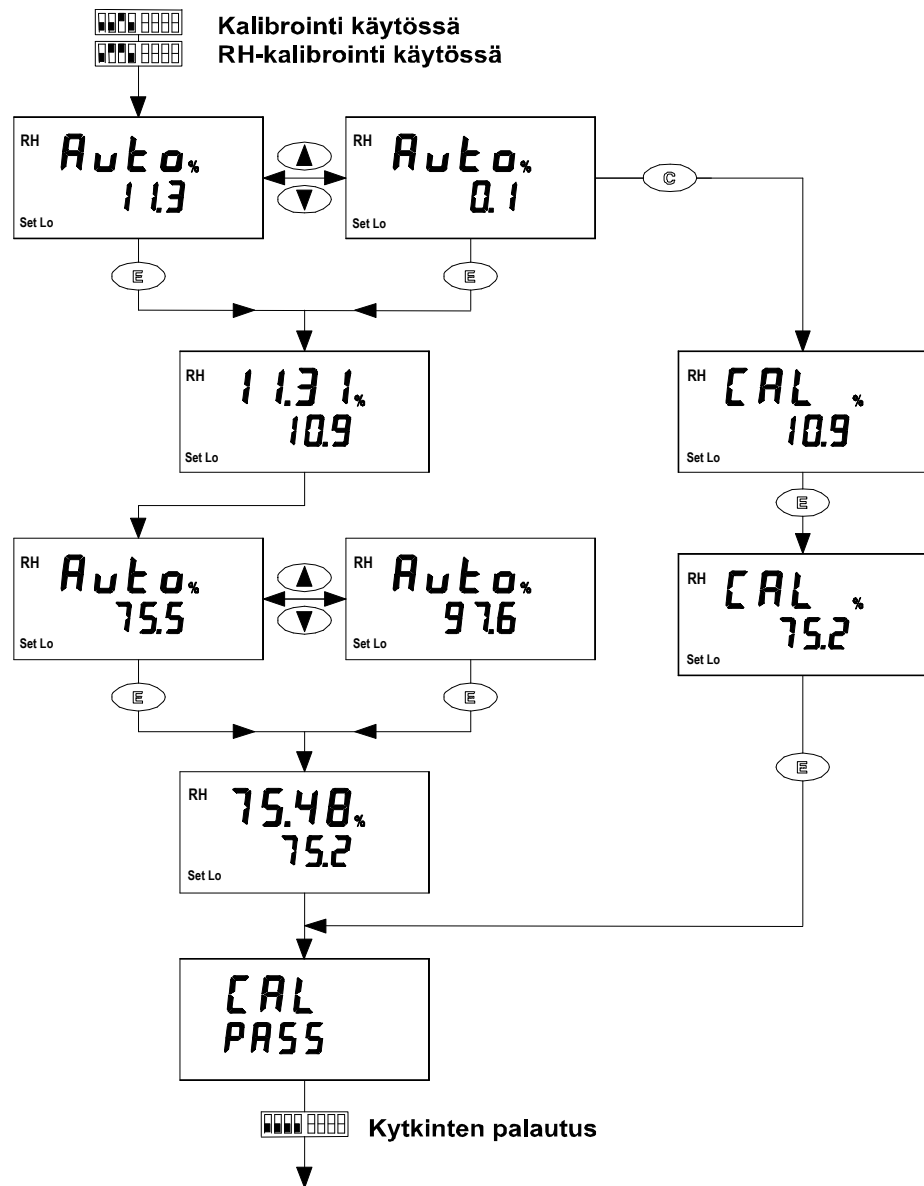 Kalibrointi käytössä
RH-kalibrointi käytössä
RH Auto%
11.3
Set Lo
RH Auto%
0.1
Set Lo
C
E
E
RH 11.31%
10.9
Set Lo
RH CAL %
10.9
Set Lo
E
RH Auto%
75.5
Set Lo
RH Auto%
97.6
Set Lo
RH CAL %
75.2
Set Lo
E
E
E
RH 75.48%
75.2
Set Lo
CAL
PASS
Kytkinten palautus